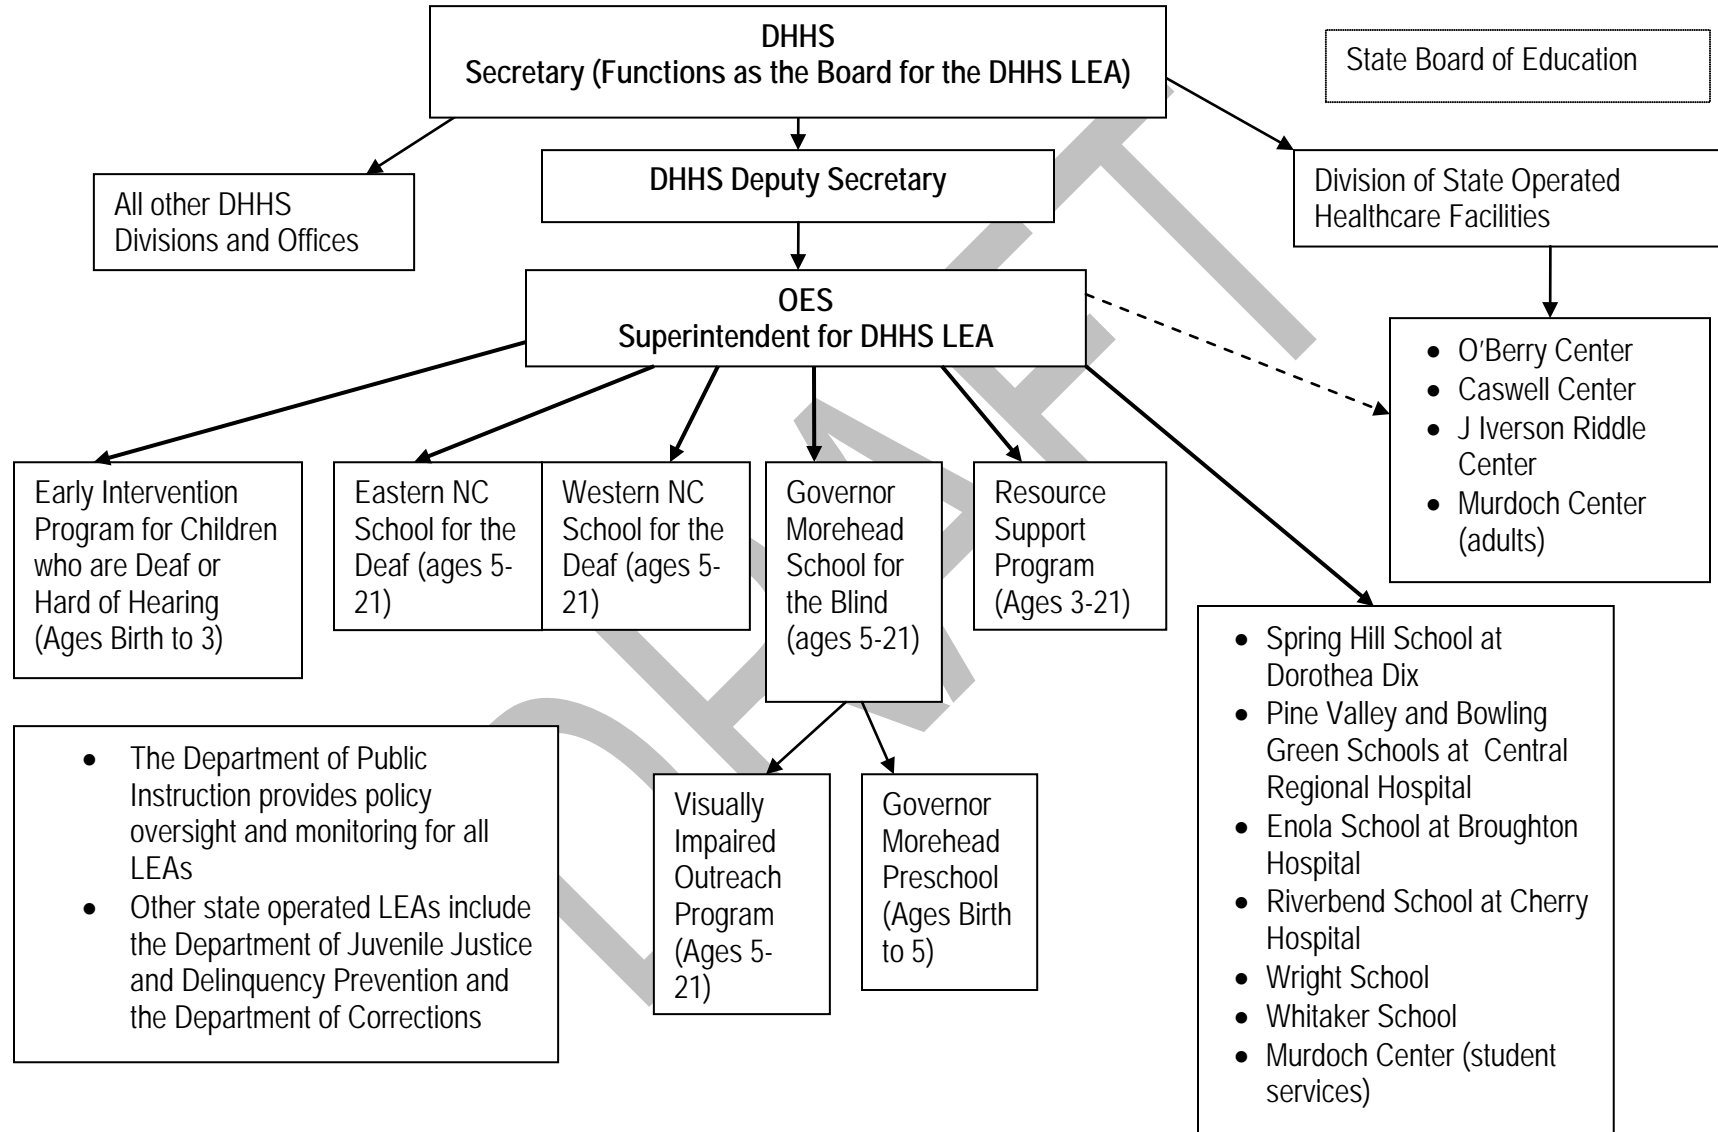 DHHS
Secretary (Functions as the Board for the DHHS LEA)
State Board of Education
All other DHHS
Divisions and Offices
DHHS Deputy Secretary
Division of State Operated
Healthcare Facilities
OES
Superintendent for DHHS LEA
• O'Berry Center
• Caswell Center
• J Iverson Riddle
Center
• Murdoch Center
(adults)
Early Intervention
Program for Children
who are Deaf or
Hard of Hearing
(Ages Birth to 3)
Eastern NC
School for the
Deaf (ages 5-
21)
Western NC
School for the
Deaf (ages 5-
21)
Governor
Morehead
School for
the Blind
(ages 5-21)
Resource
Support
Program
(Ages 3-21)
• Spring Hill School at
Dorothea Dix
• Pine Valley and Bowling
Green Schools at Central
Regional Hospital
• Enola School at Broughton
Hospital
• Riverbend School at Cherry
Hospital
• Wright School
• Whitaker School
• Murdoch Center (student
services)
• The Department of Public
Instruction provides policy
oversight and monitoring for all
LEAs
• Other state operated LEAs include
the Department of Juvenile Justice
and Delinquency Prevention and
the Department of Corrections
Visually
Impaired
Outreach
Program
(Ages 5-
21)
Governor
Morehead
Preschool
(Ages Birth
to 5)
DRAFT